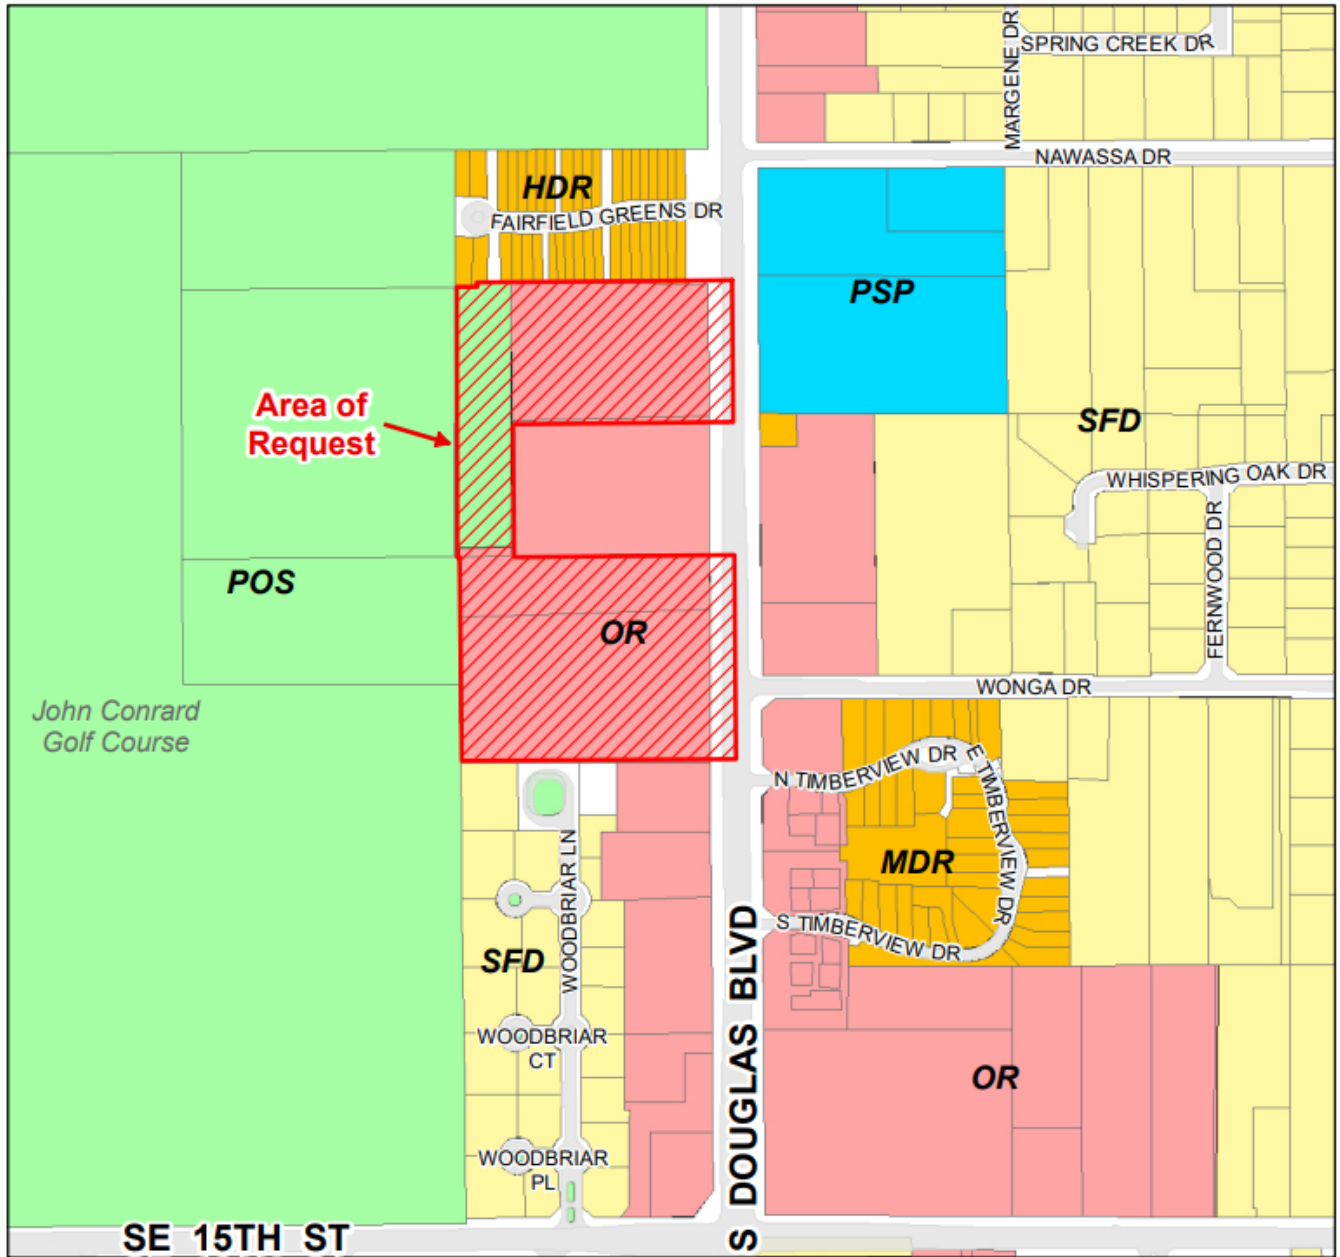 MARGENE DR
SPRING CREEK DR
NAWASSA DR
HDR
FAIRFIELD GREENS DR
PSP
Area of
Request
SFD
WHISPERING OAK DR
FERNWOOD DR
POS
OR
WONGA DR
John Conrard
Golf Course
N TIMBERVIEW DR
E TIMBERVIEW DR
MDR
S TIMBERVIEW DR
WOODBRIAR LN
SFD
WOODBRIAR
CT
OR
WOODBRIAR
PL
S DOUGLAS BLVD
SE 15TH ST